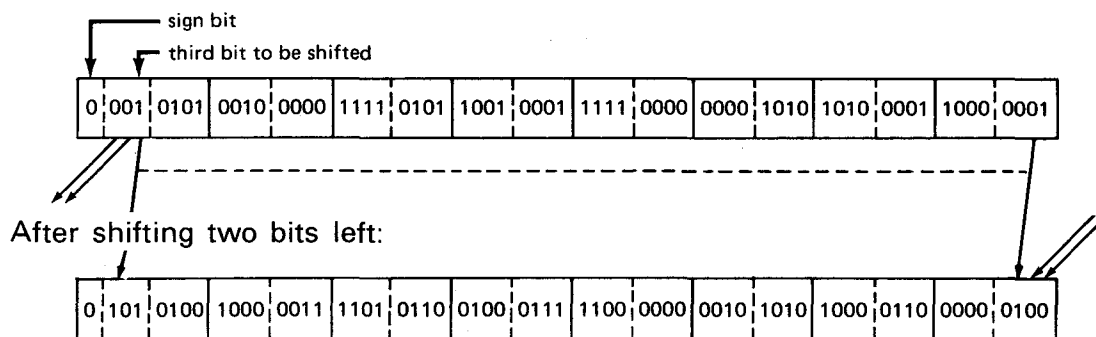 sign bit
third bit to be shifted
0 001 0101 0010 0000 1111 0101 1001 0001 1111 0000 0000 1010 1010 0001 1000 0001
After shifting two bits left:
0 101 0100 1000 0011 1101 0110 0100 0111 1100 0000 0010 1010 1000 0110 0000 0100